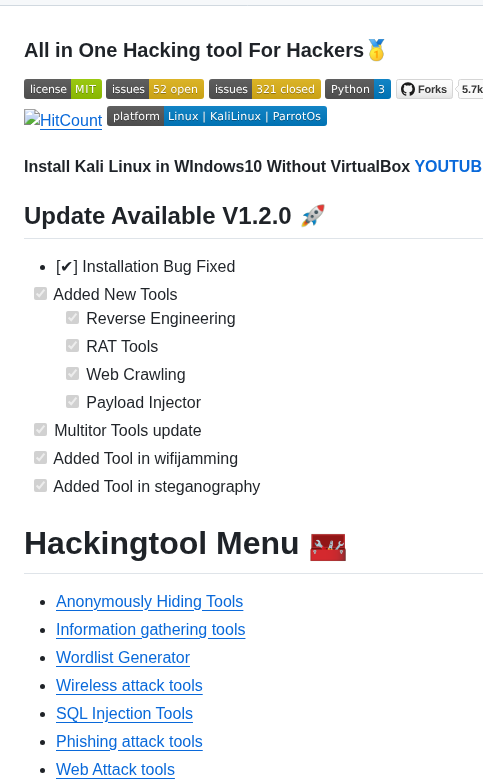 All in One Hacking tool For Hackers🥇
license MIT issues 52 open issues 321 closed Python 3 Forks 5.7k
HitCount platform Linux | KaliLinux | ParrotOs
Install Kali Linux in WIndows10 Without VirtualBox YOUTUB
Update Available V1.2.0 🚀
[✔] Installation Bug Fixed
Added New Tools
Reverse Engineering
RAT Tools
Web Crawling
Payload Injector
Multitor Tools update
Added Tool in wifijamming
Added Tool in steganography
Hackingtool Menu 🧰
Anonymously Hiding Tools
Information gathering tools
Wordlist Generator
Wireless attack tools
SQL Injection Tools
Phishing attack tools
Web Attack tools